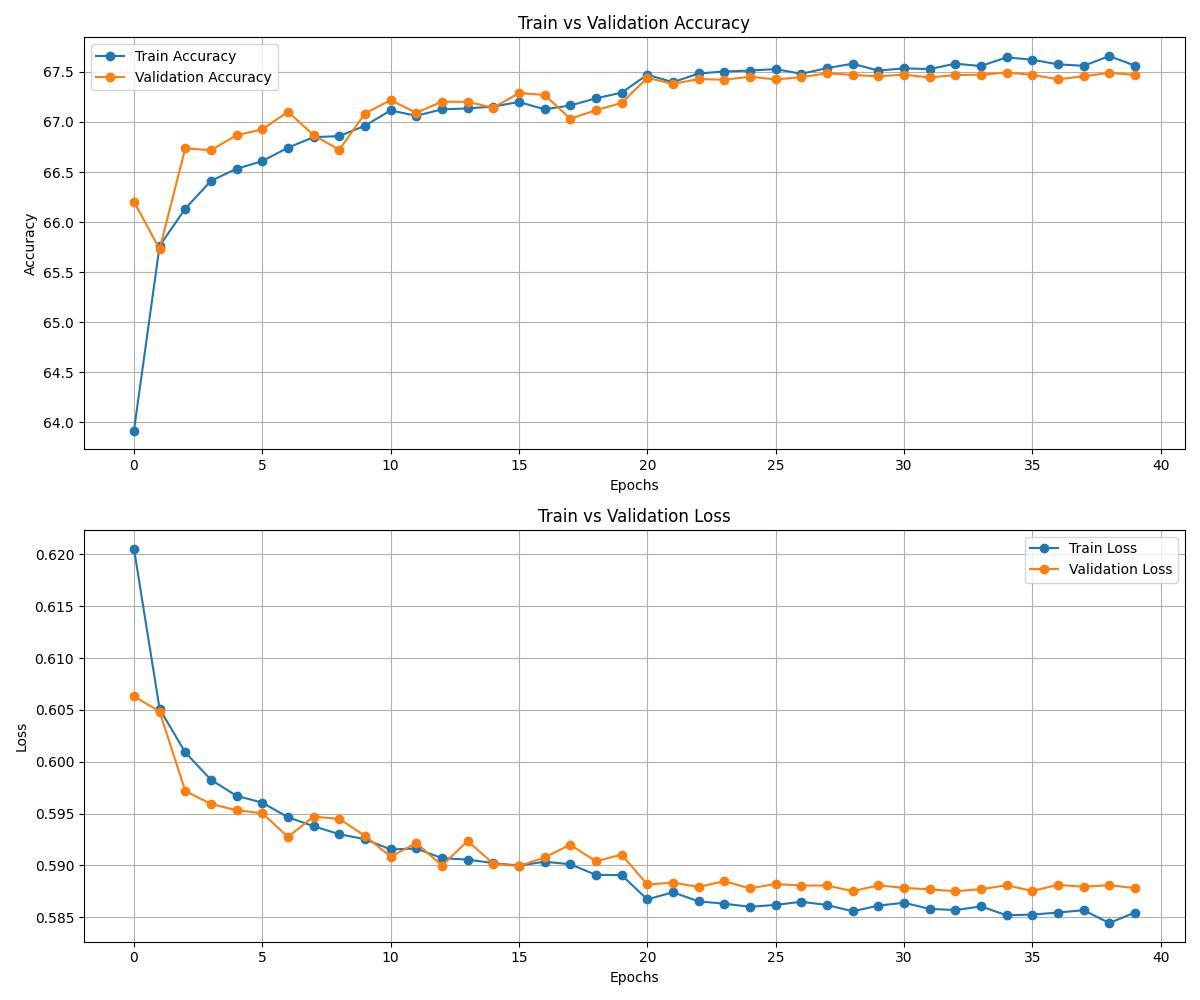 Train vs Validation Accuracy
Train Accuracy
Validation Accuracy
Accuracy
67.5
67.0
66.5
66.0
65.5
65.0
64.5
64.0
0 5 10 15 20 25 30 35 40
Epochs
Train vs Validation Loss
Train Loss
Validation Loss
Loss
0.620
0.615
0.610
0.605
0.600
0.595
0.590
0.585
0 5 10 15 20 25 30 35 40
Epochs